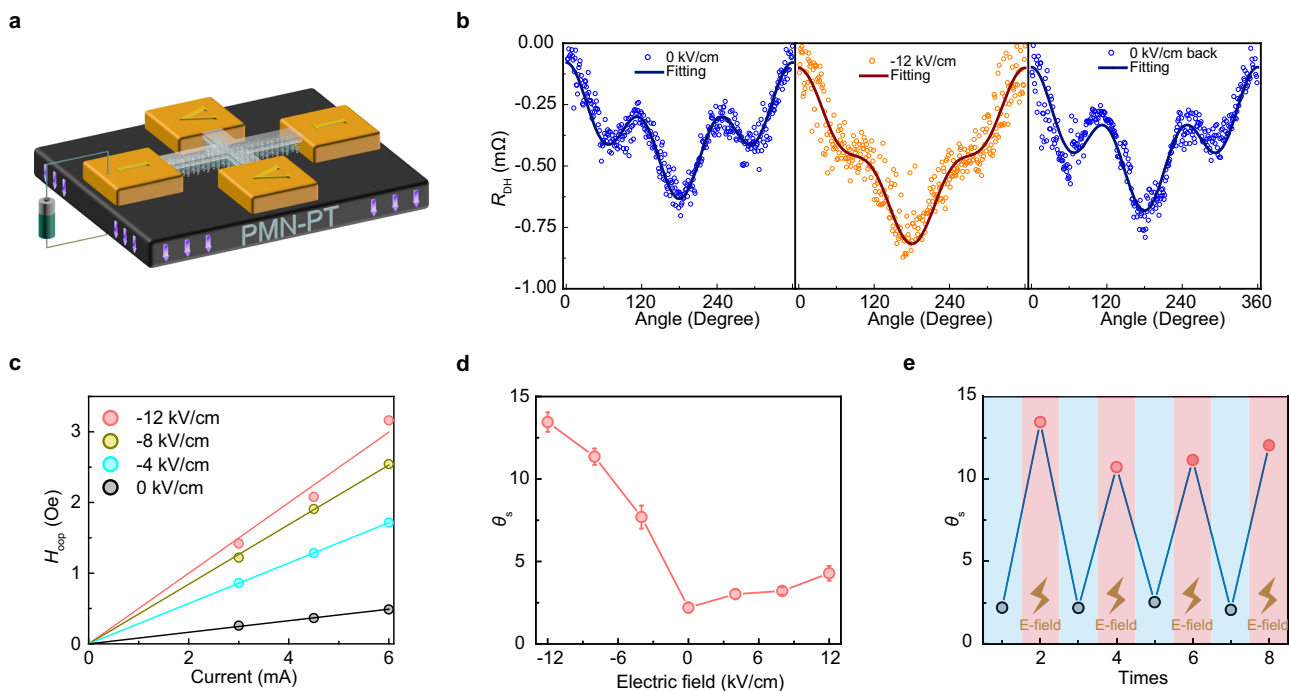 a
I
V
I
V
PMN-PT
b
0 kV/cm
Fitting
-12 kV/cm
Fitting
0 kV/cm back
Fitting
0.00
-0.25
-0.50
-0.75
-1.00
R_DH (mΩ)
0 120 240
0 120 240
0 120 240 360
Angle (Degree) Angle (Degree) Angle (Degree)
c
-12 kV/cm
-8 kV/cm
-4 kV/cm
0 kV/cm
3
2
1
0
H_oop (Oe)
0 2 4 6
Current (mA)
d
15
10
5
0
θ_s
-12 -6 0 6 12
Electric field (kV/cm)
e
15
10
5
0
θ_s
E-field E-field E-field E-field
2 4 6 8
Times